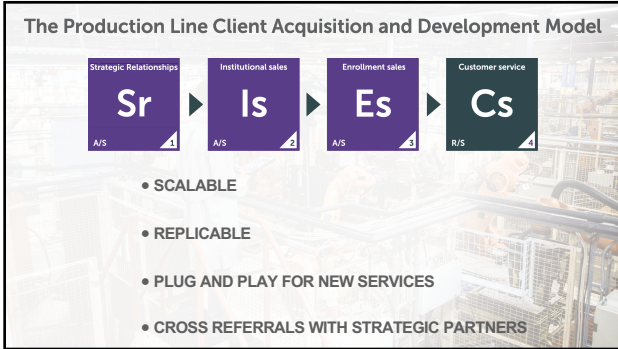 The Production Line Client Acquisition and Development Model
Strategic Relationships
Sr
A/S
1
Institutional sales
Is
A/S
2
Enrollment sales
Es
A/S
3
Customer service
Cs
R/S
4
• SCALABLE
• REPLICABLE
• PLUG AND PLAY FOR NEW SERVICES
• CROSS REFERRALS WITH STRATEGIC PARTNERS